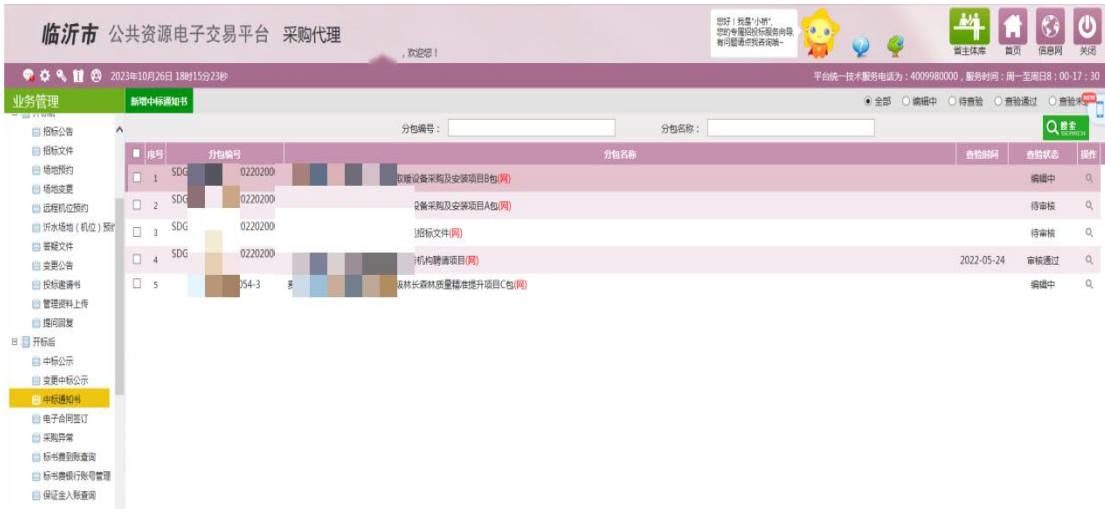 临沂市 公共资源电子交易平台 采购代理
，欢迎您！
您好！我是"小桥",
您的专属招投标服务向导,
有问题请点我咨询哦~
省主体库
首页
信息网
关闭
2023年10月26日 18时15分23秒
平台统一技术服务电话为：4009980000，服务时间：周一至周日8：00-17：30
业务管理
新增中标通知书
全部 编辑中 待查验 查验通过 查验未
NEW
分包编号：
分包名称：
搜索
SEARCH
序号 分包编号 分包名称 查验时间 查验状态 操作
1 SDG 02202000 取暖设备采购及安装项目B包(网) 编辑中
2 SDG 02202000 设备采购及安装项目A包(网) 待审核
3 SDG 02202000 招标文件(网) 待审核
4 SDG 02202000 机构聘请项目(网) 2022-05-24 审核通过
5 054-3 级林长森林质量精准提升项目C包(网) 编辑中
招标公告
招标文件
场地预约
场地变更
远程机位预约
沂水场地（机位）预
答疑文件
变更公告
投标邀请书
管理资料上传
提问回复
开标后
中标公示
变更中标公示
中标通知书
电子合同签订
采购异常
标书费到账查询
标书费银行账号管理
保证金入账查询